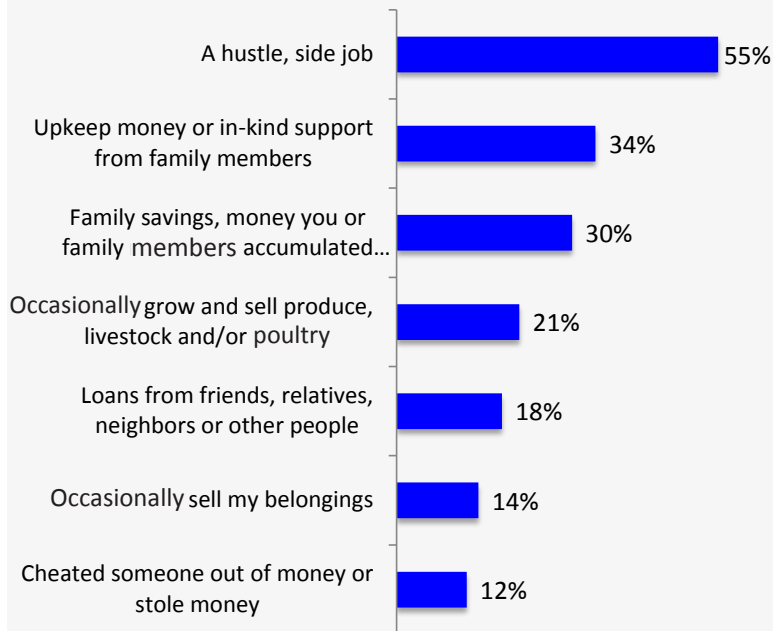 A hustle, side job
55%
Upkeep money or in-kind support
from family members
34%
Family savings, money you or
family members accumulated...
30%
Occasionally grow and sell produce,
livestock and/or poultry
21%
Loans from friends, relatives,
neighbors or other people
18%
Occasionally sell my belongings
14%
Cheated someone out of money or
stole money
12%